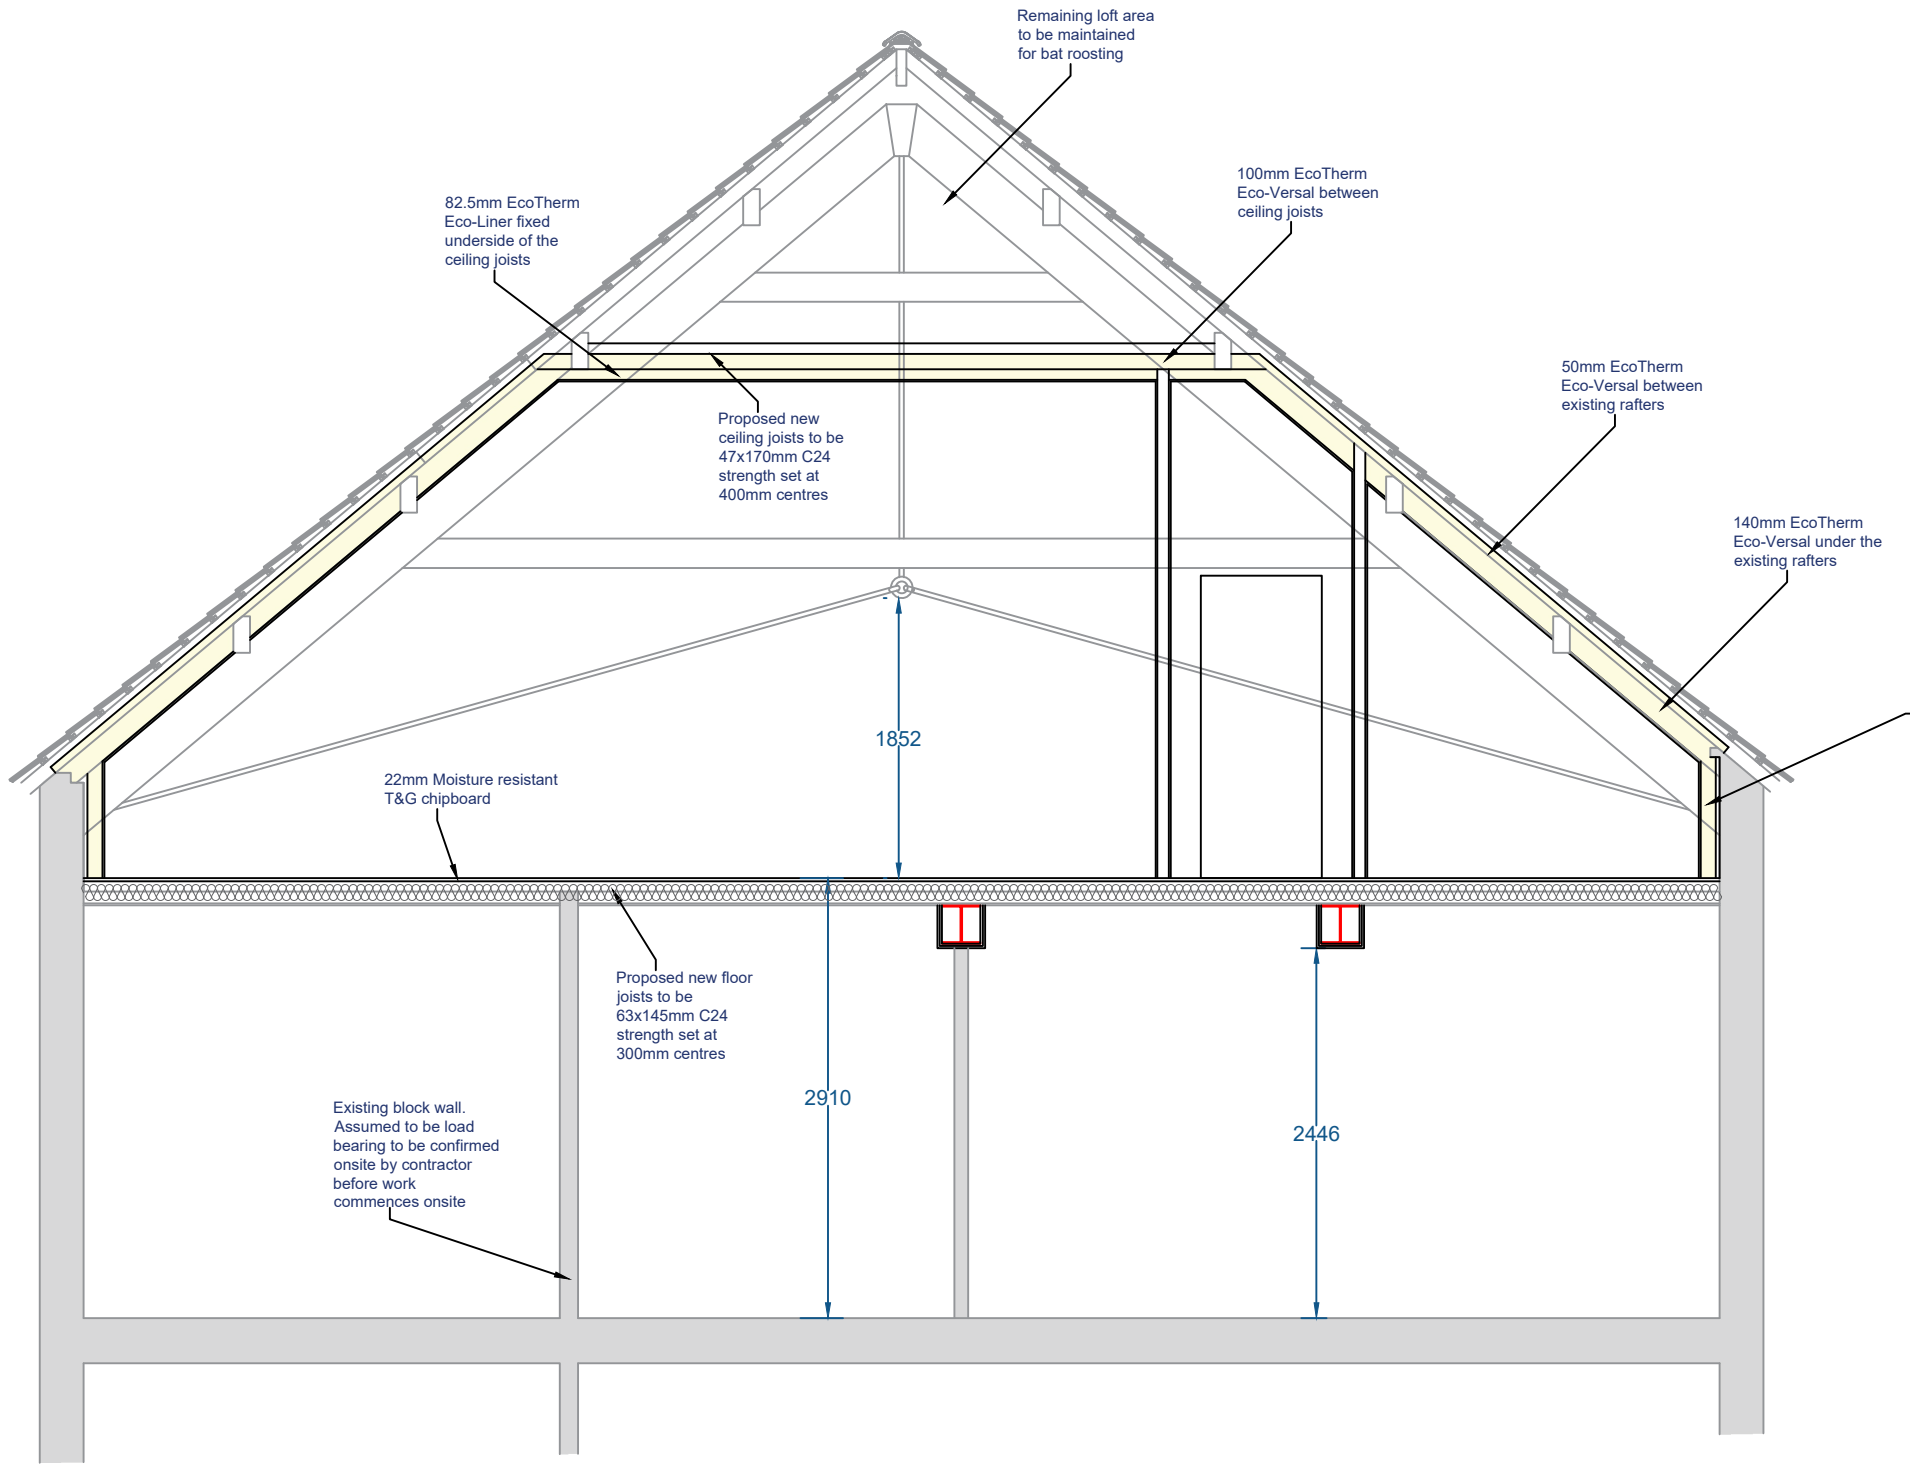 Remaining loft area
to be maintained
for bat roosting
100mm EcoTherm
Eco-Versal between
ceiling joists
82.5mm EcoTherm
Eco-Liner fixed
underside of the
ceiling joists
50mm EcoTherm
Eco-Versal between
existing rafters
Proposed new
ceiling joists to be
47x170mm C24
strength set at
400mm centres
140mm EcoTherm
Eco-Versal under the
existing rafters
1852
22mm Moisture resistant
T&G chipboard
Proposed new floor
joists to be
63x145mm C24
strength set at
300mm centres
2910
2446
Existing block wall.
Assumed to be load
bearing to be confirmed
onsite by contractor
before work
commences onsite